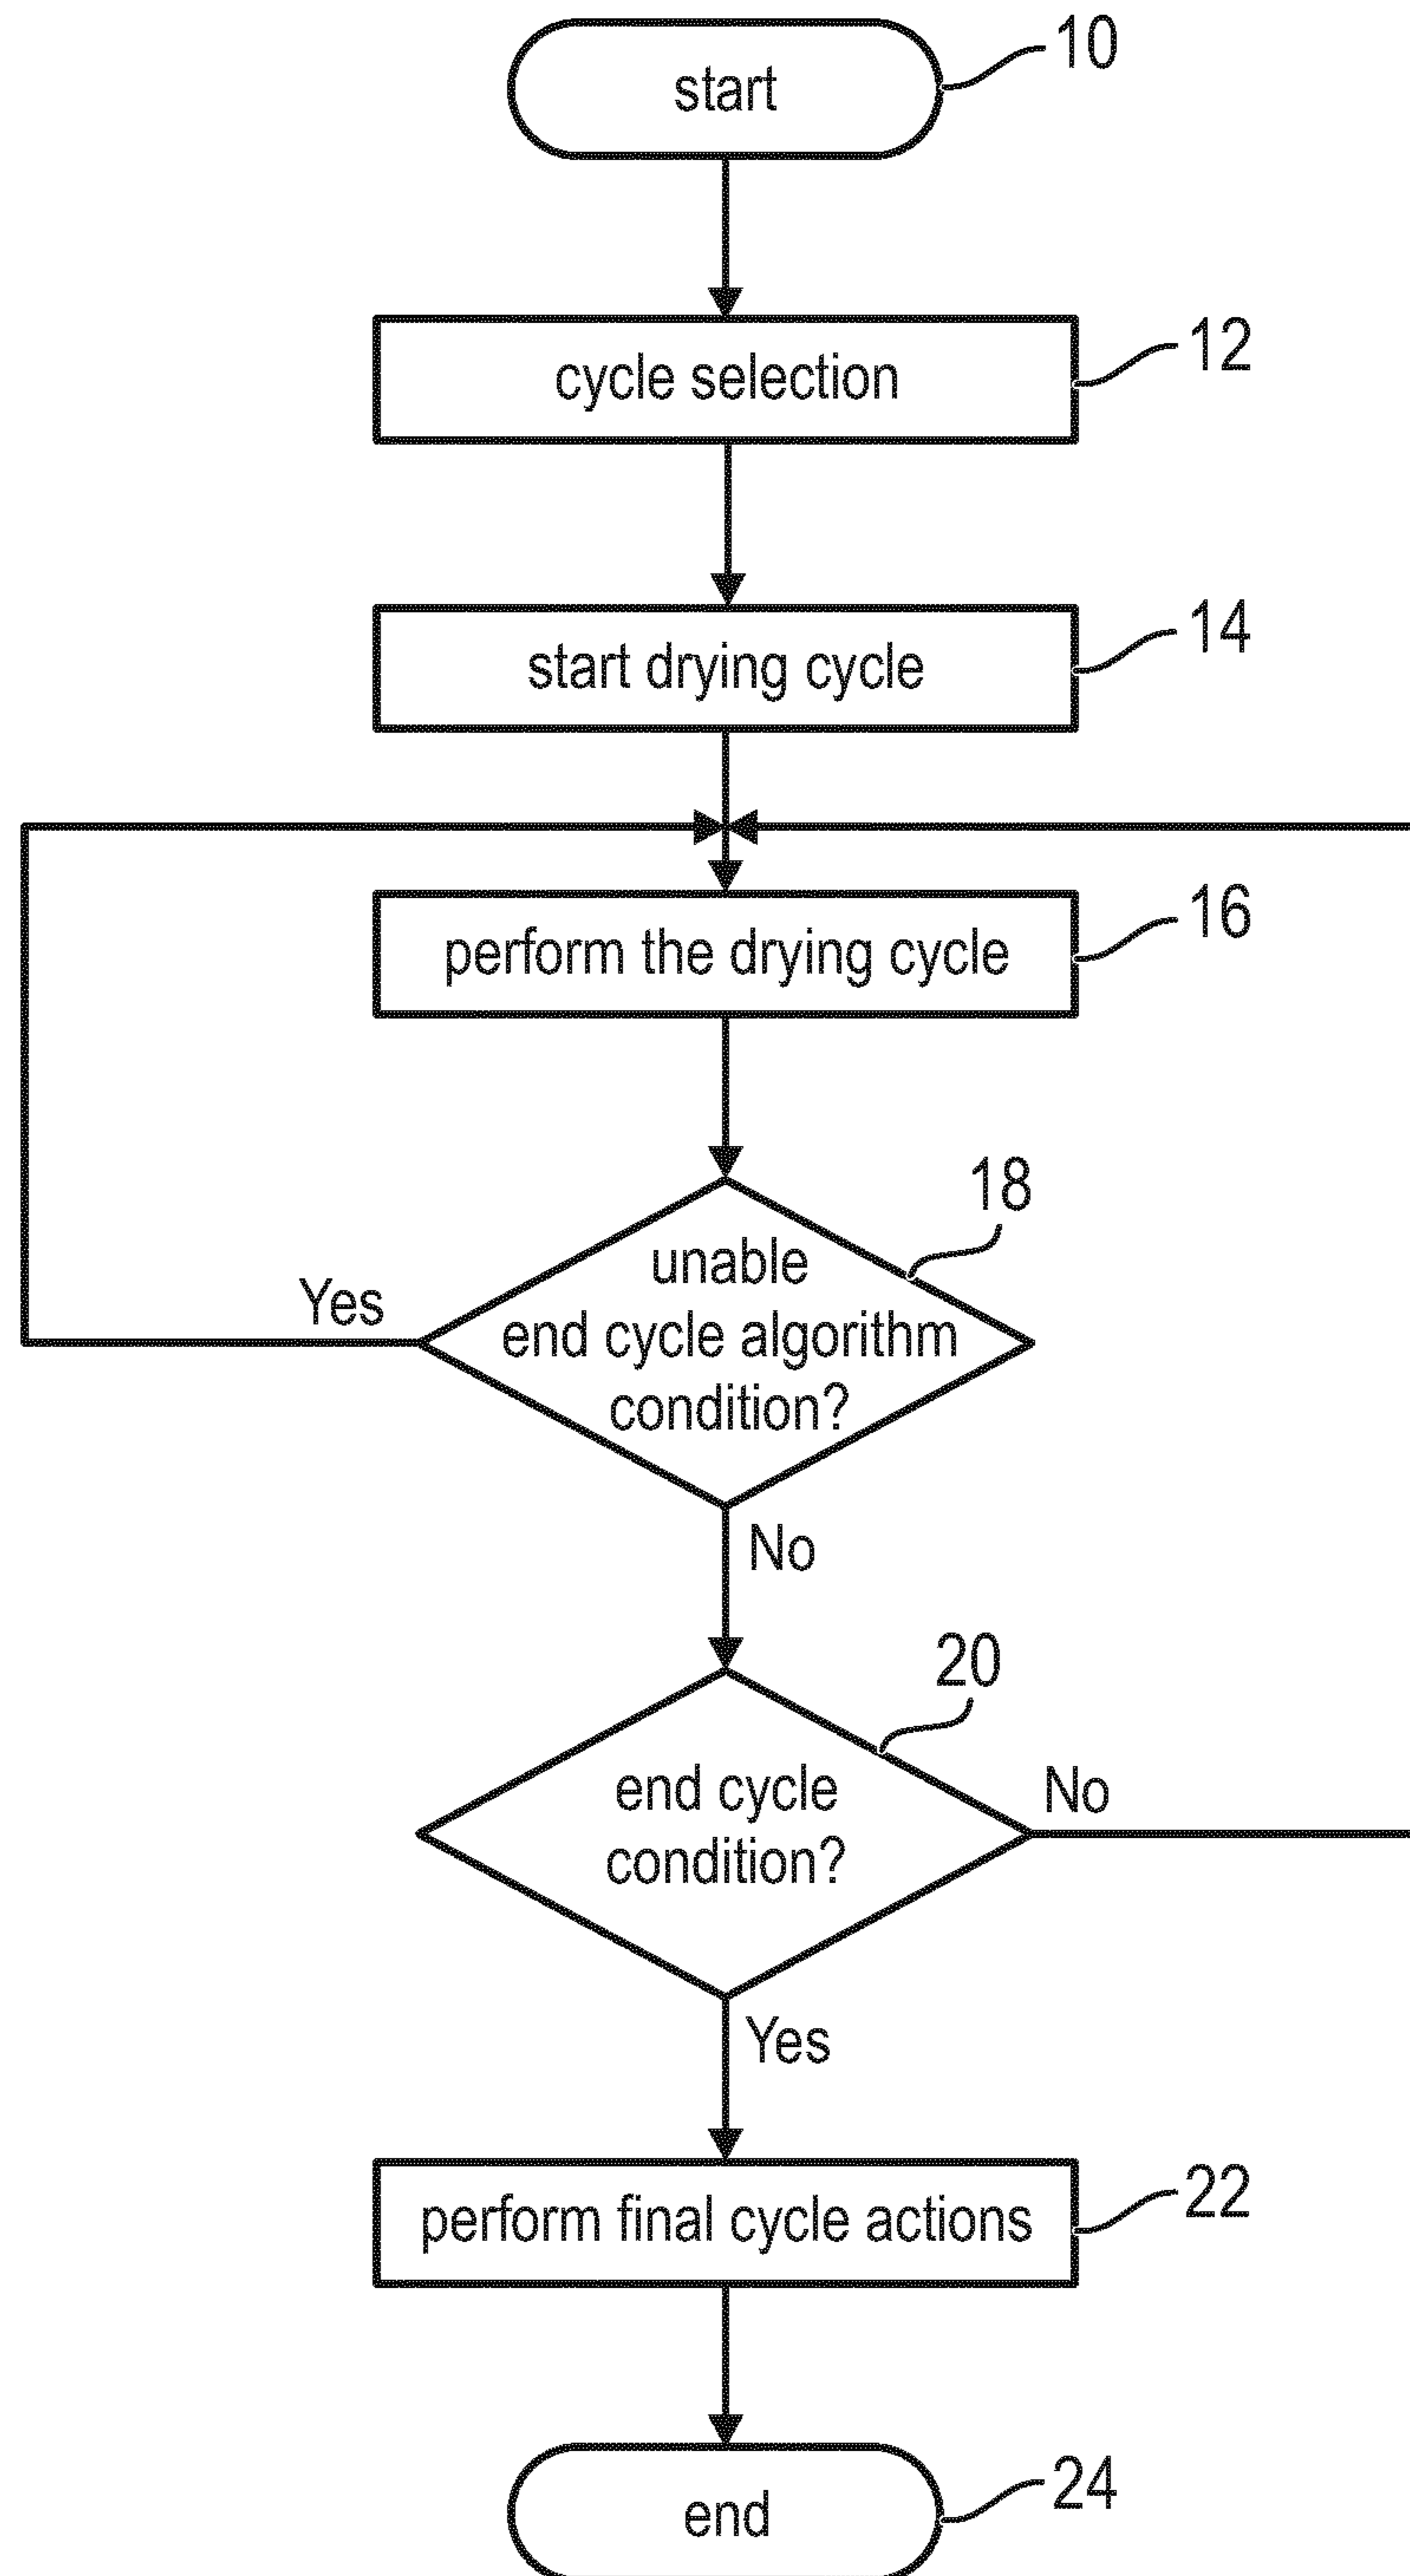 start
10
cycle selection
12
start drying cycle
14
perform the drying cycle
16
18
unable
end cycle algorithm
condition?
Yes
No
20
end cycle
condition?
No
Yes
perform final cycle actions
22
end
24